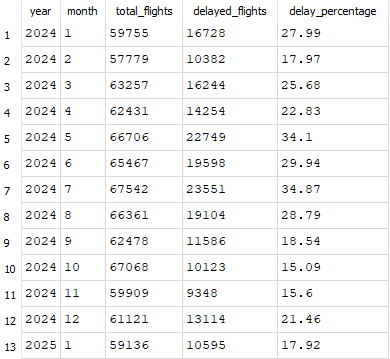 year month total_flights delayed_flights delay_percentage
1 2024 1 59755 16728 27.99
2 2024 2 57779 10382 17.97
3 2024 3 63257 16244 25.68
4 2024 4 62431 14254 22.83
5 2024 5 66706 22749 34.1
6 2024 6 65467 19598 29.94
7 2024 7 67542 23551 34.87
8 2024 8 66361 19104 28.79
9 2024 9 62478 11586 18.54
10 2024 10 67068 10123 15.09
11 2024 11 59909 9348 15.6
12 2024 12 61121 13114 21.46
13 2025 1 59136 10595 17.92